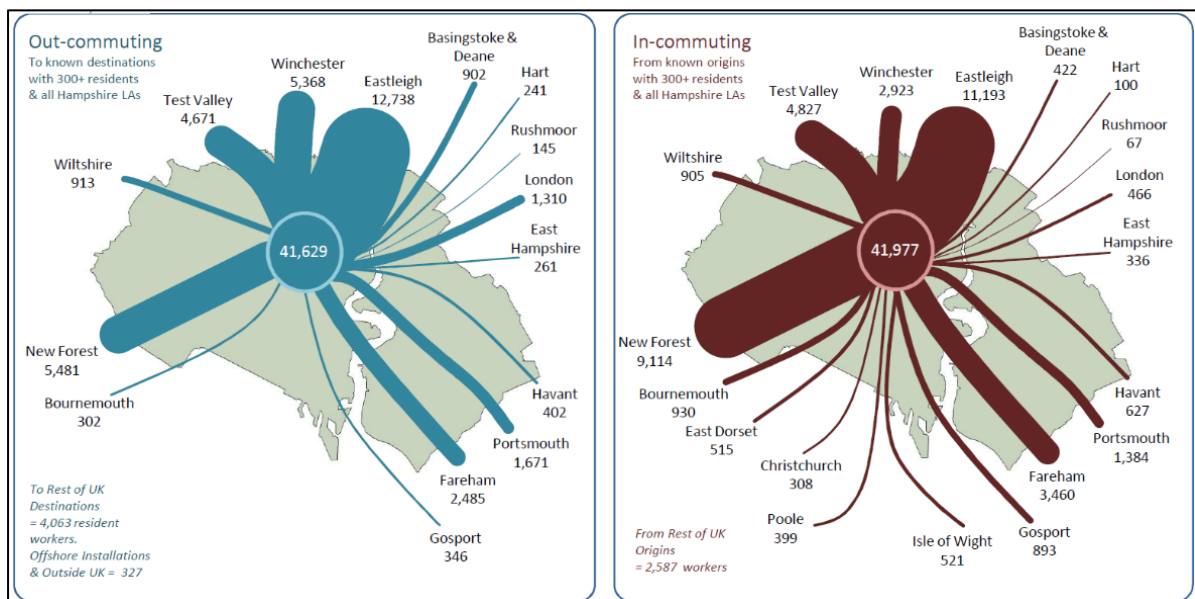 Out-commuting
To known destinations
with 300+ residents
& all Hampshire LAs
Winchester
5,368
Eastleigh
12,738
Basingstoke &
Deane
902
Hart
241
Test Valley
4,671
Rushmoor
145
Wiltshire
913
London
1,310
East
Hampshire
261
41,629
New Forest
5,481
Bournemouth
302
Havant
402
Portsmouth
1,671
Fareham
2,485
Gosport
346
To Rest of UK
Destinations
= 4,063 resident
workers.
Offshore Installations
& Outside UK = 327
In-commuting
From known origins
with 300+ residents
& all Hampshire LAs
Winchester
2,923
Eastleigh
11,193
Basingstoke &
Deane
422
Hart
100
Test Valley
4,827
Rushmoor
67
Wiltshire
905
London
466
East
Hampshire
336
41,977
New Forest
9,114
Bournemouth
930
East Dorset
515
Christchurch
308
Poole
399
Isle of Wight
521
Gosport
893
Fareham
3,460
Portsmouth
1,384
Havant
627
From Rest of UK
Origins
= 2,587 workers